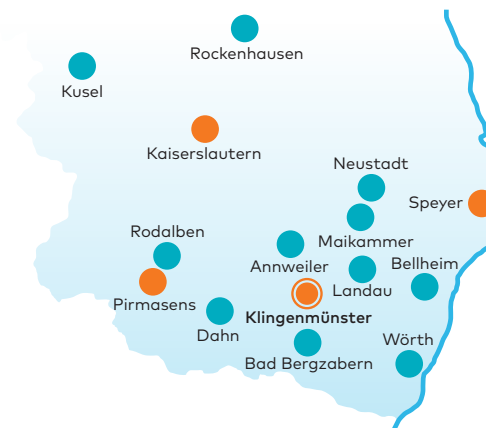 Rockenhausen
Kusel
Kaiserslautern
Neustadt
Speyer
Rodalben
Maikammer
Annweiler
Bellheim
Landau
Pirmasens
Klingenmünster
Dahn
Wörth
Bad Bergzabern